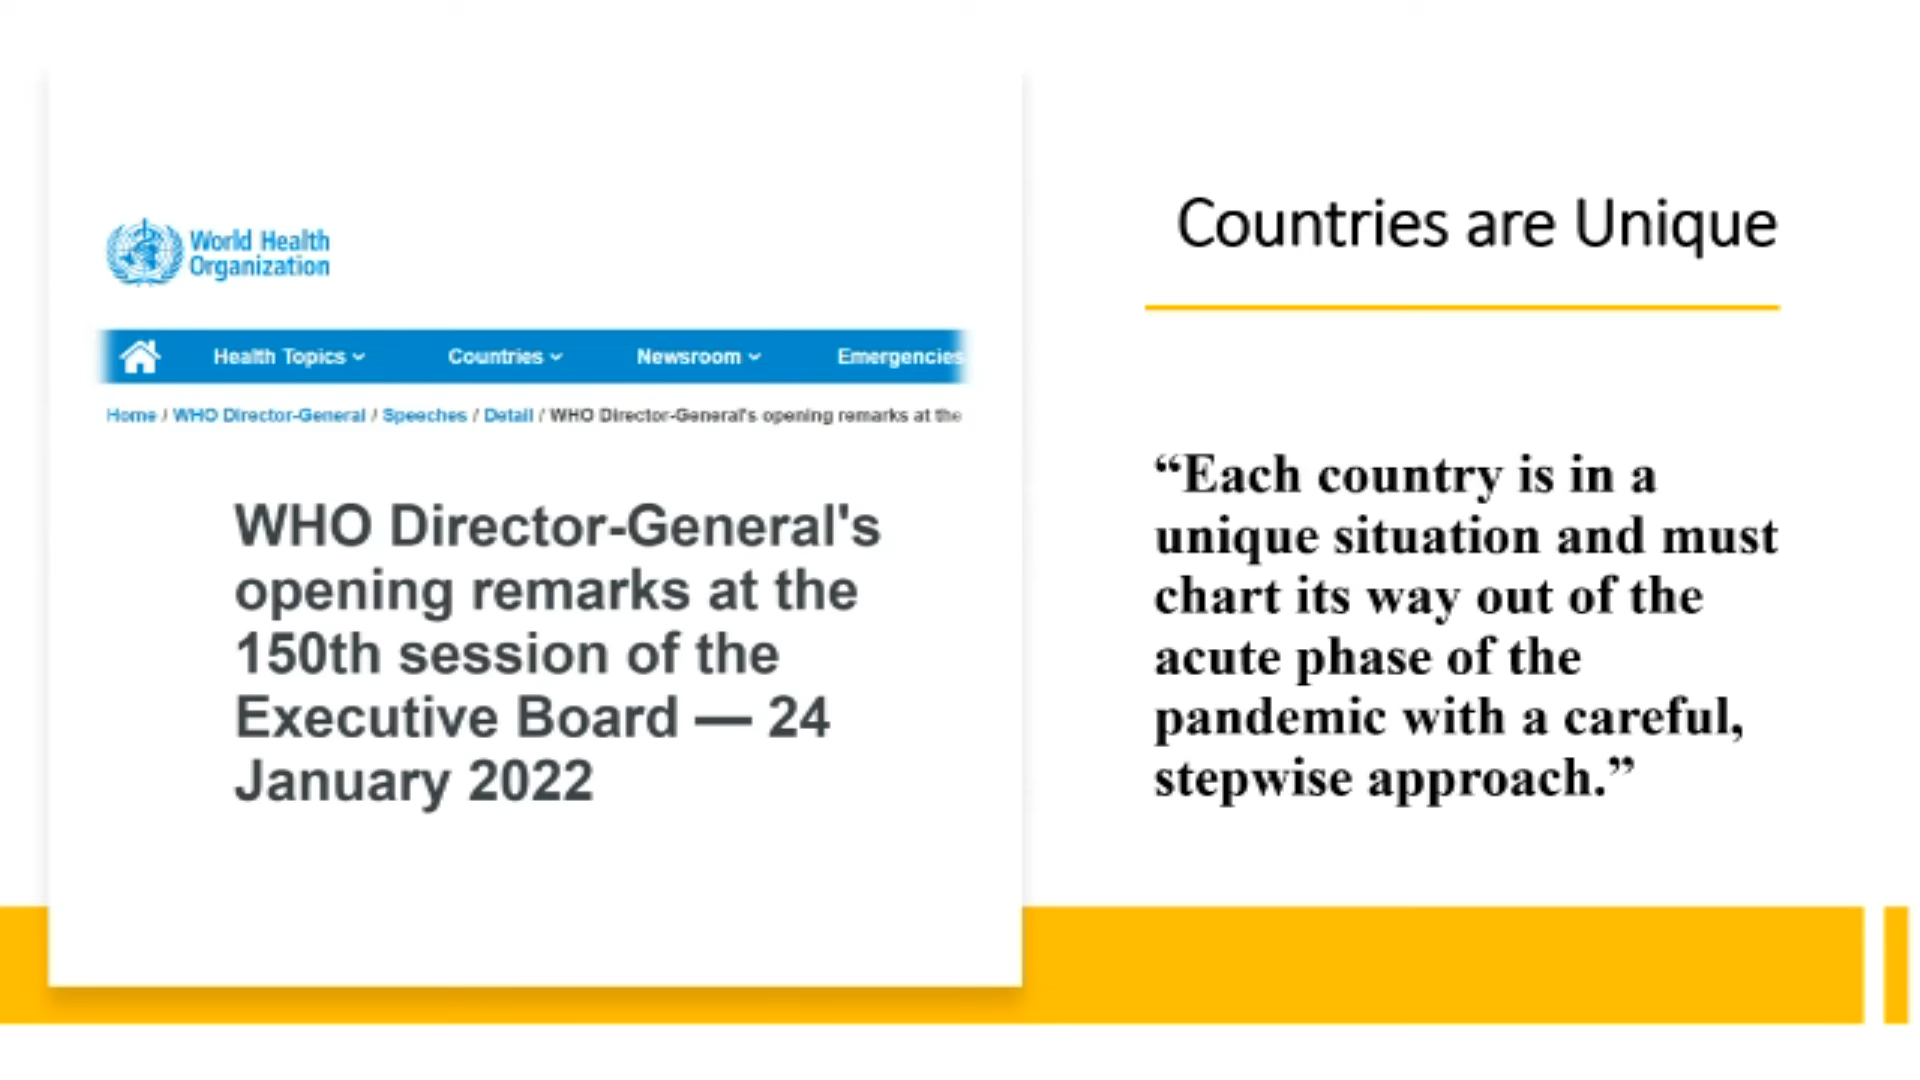 World Health
Organization
Health Topics
Countries
Newsroom
Emergencies
Home / WHO Director-General / Speeches / Detail / WHO Director-General's opening remarks at the
WHO Director-General's
opening remarks at the
150th session of the
Executive Board — 24
January 2022
Countries are Unique
“Each country is in a
unique situation and must
chart its way out of the
acute phase of the
pandemic with a careful,
stepwise approach.”